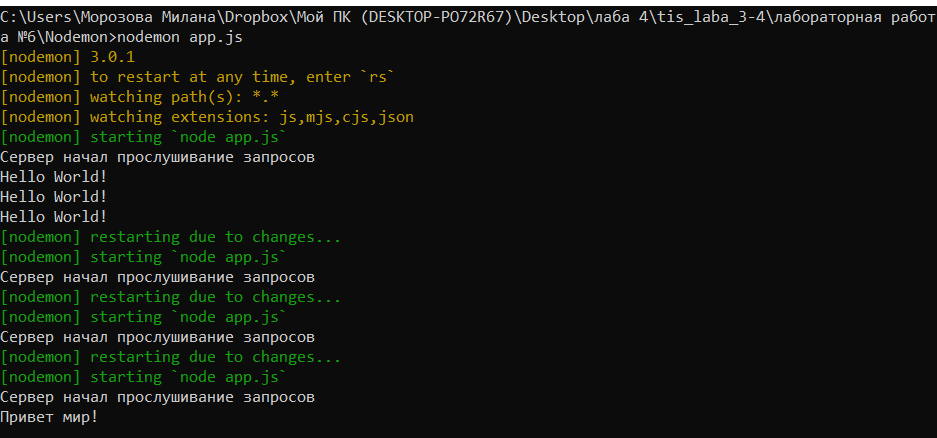 C:\Users\Морозова Милана\Dropbox\Мой ПК (DESKTOP-PO72R67)\Desktop\лаба 4\tis_laba_3-4\лабораторная работ
а №6\Nodemon>nodemon app.js
[nodemon] 3.0.1
[nodemon] to restart at any time, enter `rs`
[nodemon] watching path(s): *.*
[nodemon] watching extensions: js,mjs,cjs,json
[nodemon] starting `node app.js`
Сервер начал прослушивание запросов
Hello World!
Hello World!
Hello World!
[nodemon] restarting due to changes...
[nodemon] starting `node app.js`
Сервер начал прослушивание запросов
[nodemon] restarting due to changes...
[nodemon] starting `node app.js`
Сервер начал прослушивание запросов
[nodemon] restarting due to changes...
[nodemon] starting `node app.js`
Сервер начал прослушивание запросов
Привет мир!